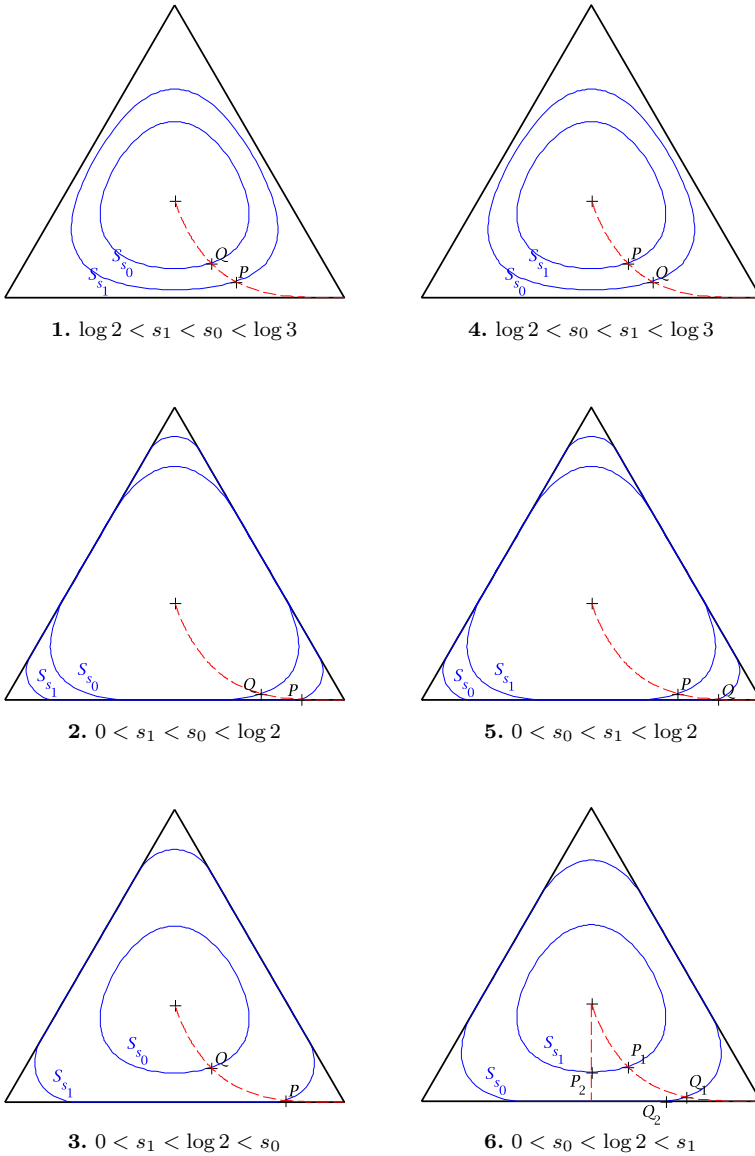 S_{s_0}
S_{s_1}
Q
P
1. log 2 < s_1 < s_0 < log 3
S_{s_1}
S_{s_0}
P
Q
4. log 2 < s_0 < s_1 < log 3
S_{s_1}
S_{s_0}
Q
P
2. 0 < s_1 < s_0 < log 2
S_{s_0}
S_{s_1}
P
Q
5. 0 < s_0 < s_1 < log 2
S_{s_0}
S_{s_1}
Q
P
3. 0 < s_1 < log 2 < s_0
S_{s_1}
S_{s_0}
P_1
P_2
Q_1
Q_2
6. 0 < s_0 < log 2 < s_1